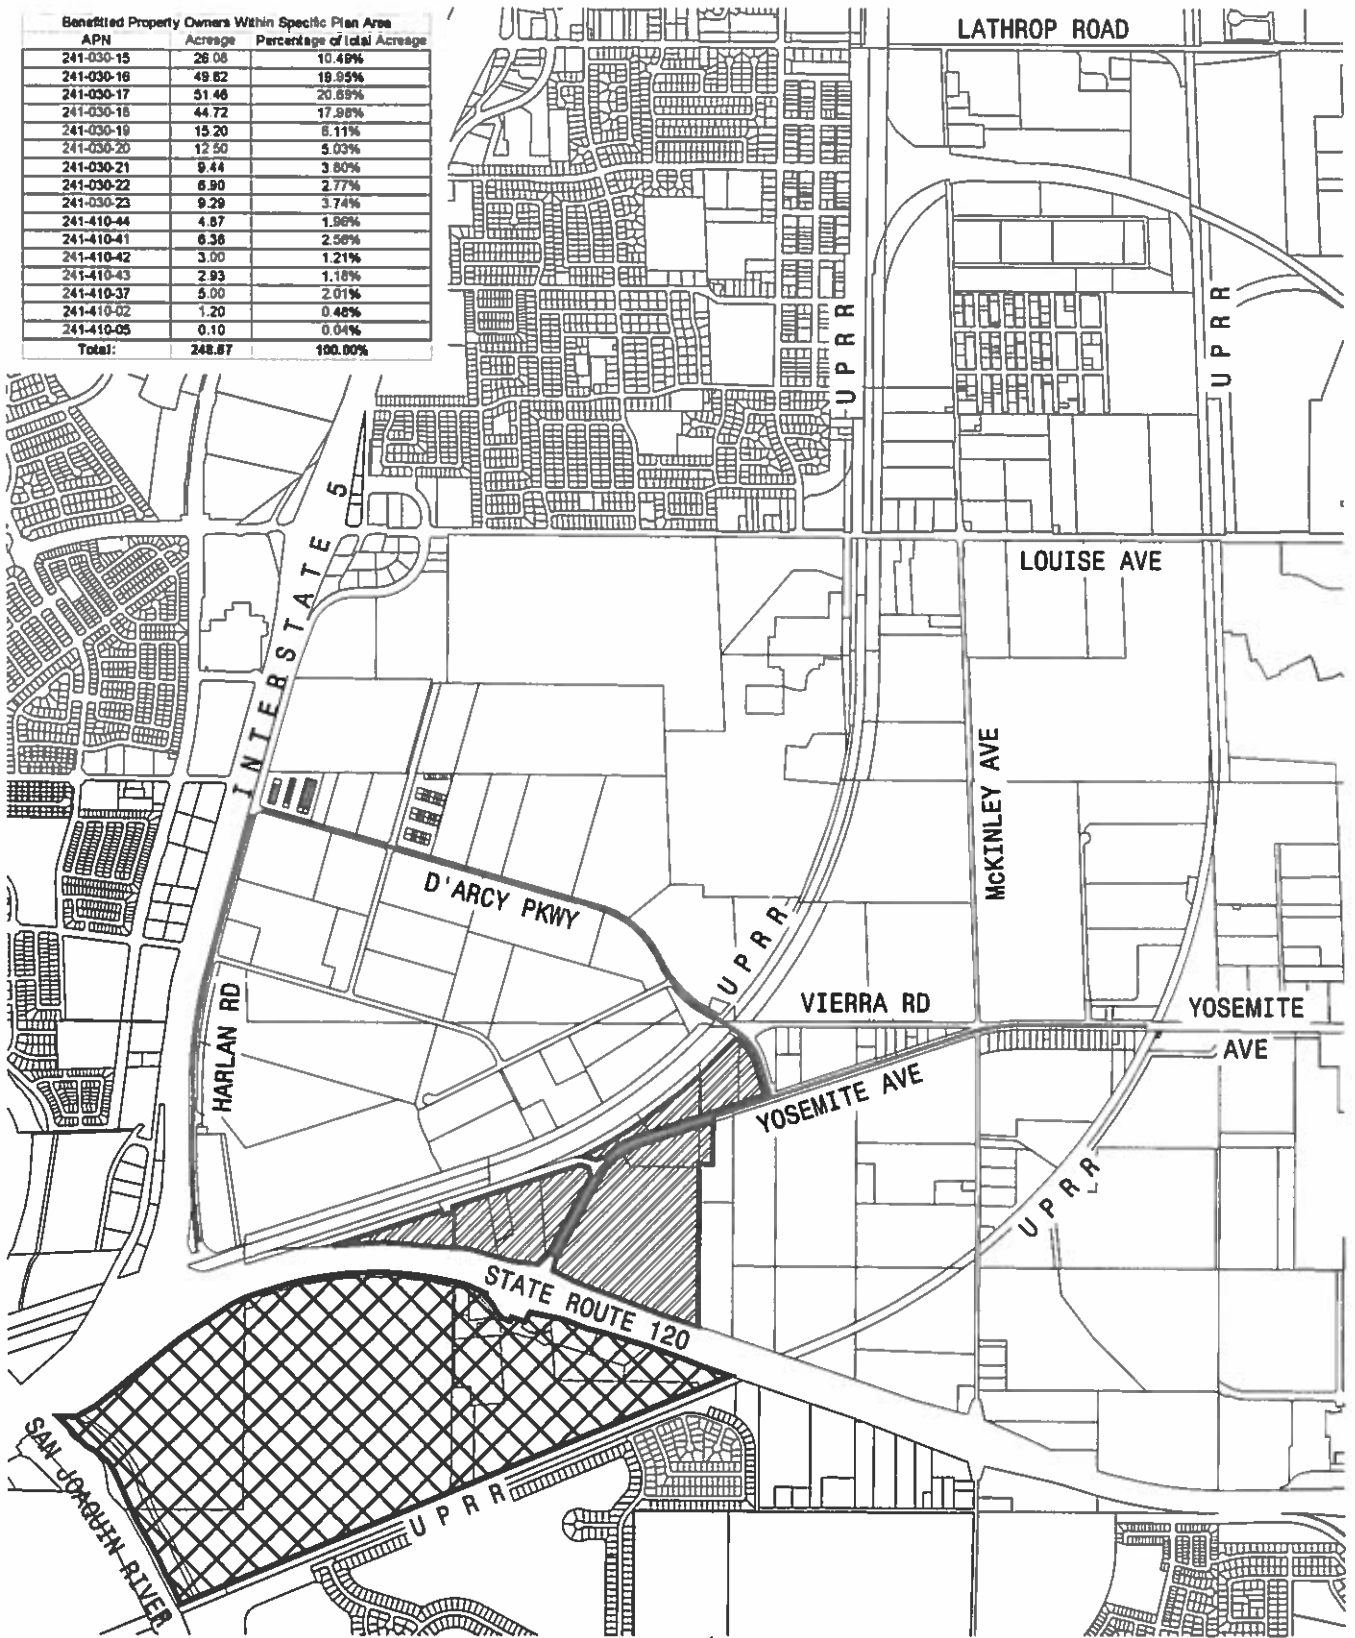 Benefitted Property Owners Within Specific Plan Area
APN Acreage Percentage of total Acreage
241-030-15 26.08 10.49%
241-030-16 49.62 19.95%
241-030-17 51.46 20.69%
241-030-18 44.72 17.98%
241-030-19 15.20 6.11%
241-030-20 12.50 5.03%
241-030-21 9.44 3.80%
241-030-22 6.90 2.77%
241-030-23 9.29 3.74%
241-410-44 4.87 1.96%
241-410-41 6.36 2.56%
241-410-42 3.00 1.21%
241-410-43 2.93 1.18%
241-410-37 5.00 2.01%
241-410-02 1.20 0.48%
241-410-05 0.10 0.04%
Total: 248.67 100.00%
LATHROP ROAD
UPRR
UPRR
INTERSTATE 5
LOUISE AVE
McKINLEY AVE
D'ARCY PKWY
UPRR
HARLAN RD
VIERRA RD
YOSEMITE
AVE
YOSEMITE AVE
UPRR
STATE ROUTE 120
SAN JOAQUIN RIVER
UPRR